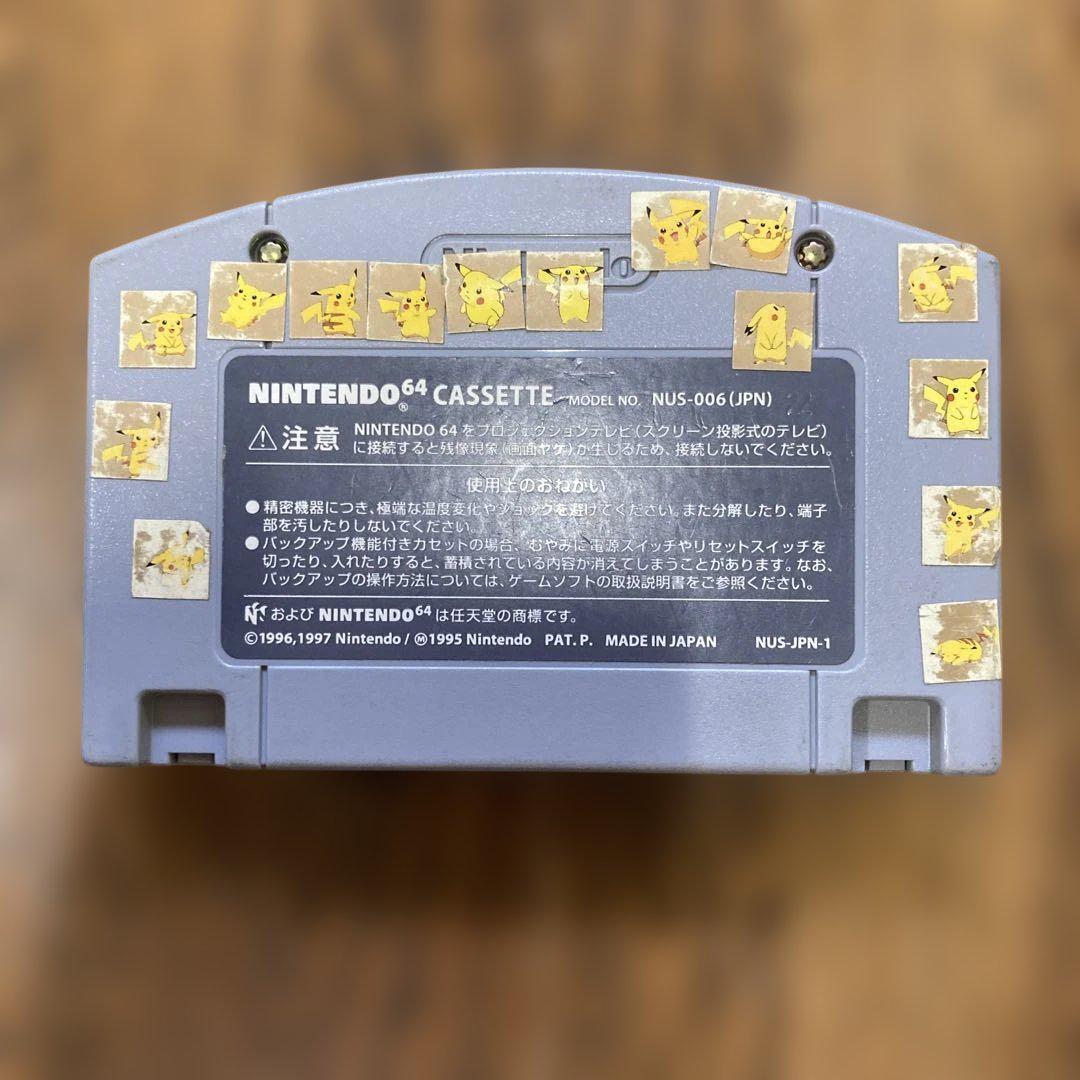 NINTENDO64® CASSETTE MODEL NO. NUS-006(JPN) 22
⚠注意 NINTENDO 64をプロジェクションテレビ(スクリーン投影式のテレビ)
に接続すると残像現象(画面ヤケ)が生じるため、接続しないでください。
使用上のおねがい
●精密機器につき、極端な温度変化やショックを避けてください。また分解したり、端子
部を汚したりしないでください。
●バックアップ機能付きカセットの場合、むやみに電源スイッチやリセットスイッチを
切ったり、入れたりすると、蓄積されている内容が消えてしまうことがあります。なお、
バックアップの操作方法については、ゲームソフトの取扱説明書をご参照ください。
および NINTENDO64 は任天堂の商標です。
©1996,1997 Nintendo / Ⓜ1995 Nintendo PAT. P. MADE IN JAPAN NUS-JPN-1